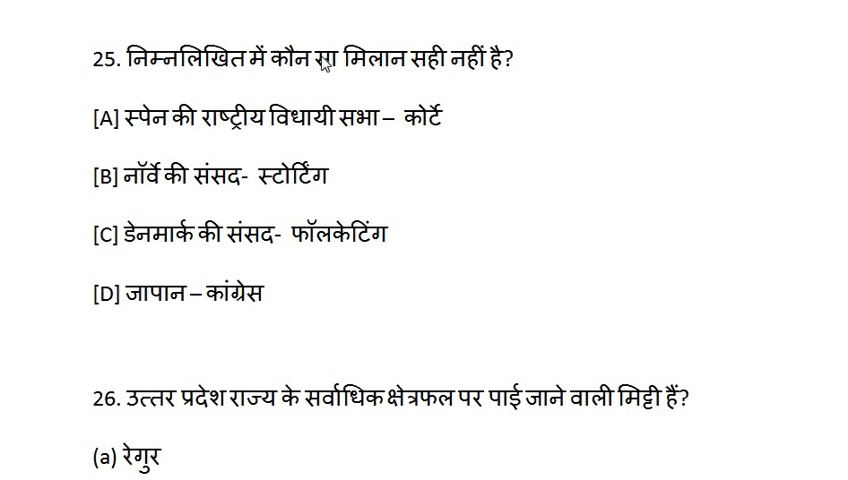 25. निम्नलिखित में कौन सा मिलान सही नहीं है?
[A] स्पेन की राष्ट्रीय विधायी सभा – कोर्टे
[B] नॉर्वे की संसद- स्टोर्टिंग
[C] डेनमार्क की संसद- फॉलकेटिंग
[D] जापान – कांग्रेस
26. उत्तर प्रदेश राज्य के सर्वाधिक क्षेत्रफल पर पाई जाने वाली मिट्टी हैं?
(a) रेगुर